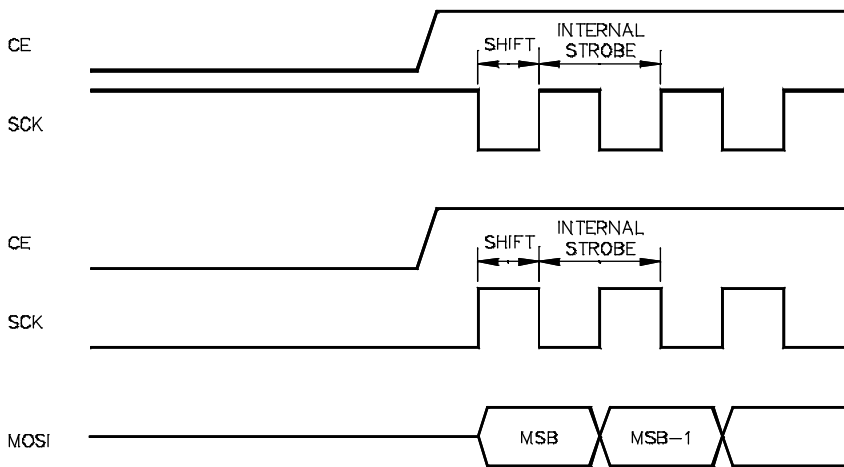 CE
SHIFT
INTERNAL
STROBE
SCK
CE
SHIFT
INTERNAL
STROBE
SCK
MOSI
MSB
MSB-1